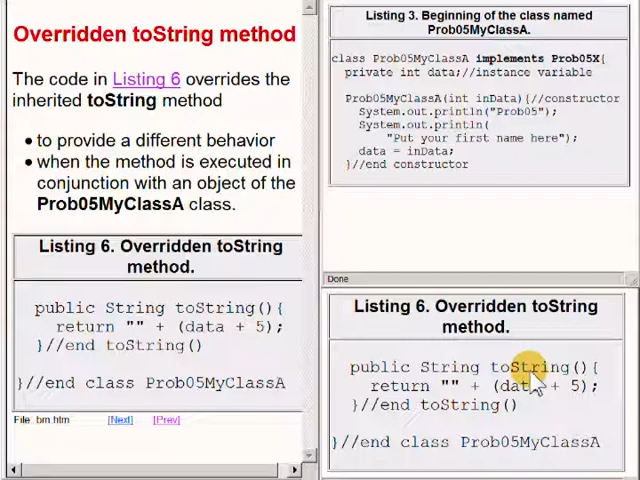 Overridden toString method
The code in Listing 6 overrides the
inherited toString method
to provide a different behavior
when the method is executed in
conjunction with an object of the
Prob05MyClassA class.
Listing 6. Overridden toString
method.
public String toString(){
return "" + (data + 5);
}//end toString()
}//end class Prob05MyClassA
File: bm.htm [Next] [Prev]
Listing 3. Beginning of the class named
Prob05MyClassA.
class Prob05MyClassA implements Prob05X{
private int data;//instance variable
Prob05MyClassA(int inData){//constructor
System.out.println("Prob05");
System.out.println(
"Put your first name here");
data = inData;
}//end constructor
Done
Listing 6. Overridden toString
method.
public String toString(){
return "" + (data + 5);
}//end toString()
}//end class Prob05MyClassA